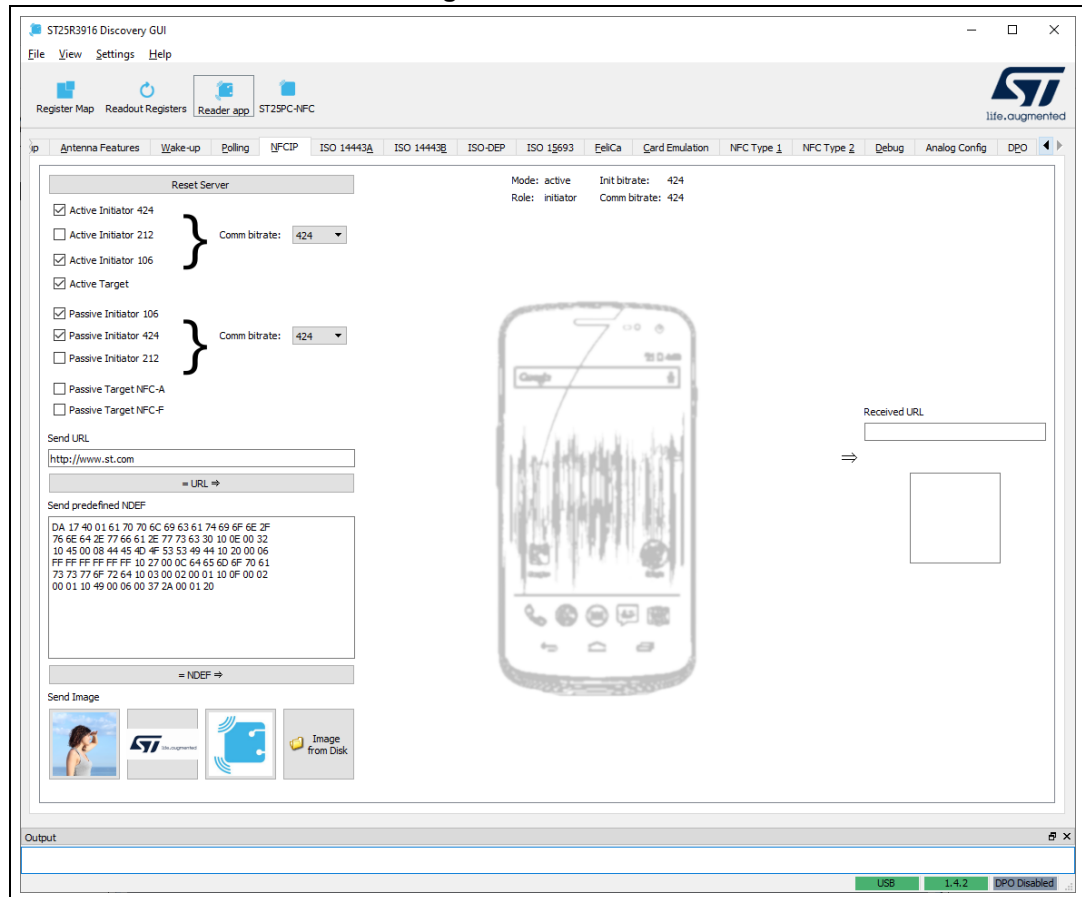 ST25R3916 Discovery GUI
File View Settings Help
Register Map Readout Registers Reader app ST25PC-NFC
life.augmented
ip Antenna Features Wake-up Polling NFCIP ISO 14443A ISO 14443B ISO-DEP ISO 15693 FeliCa Card Emulation NFC Type 1 NFC Type 2 Debug Analog Config DPO
Reset Server
Mode: active Init bitrate: 424
Role: initiator Comm bitrate: 424
Active Initiator 424
Active Initiator 212
Comm bitrate: 424
Active Initiator 106
Active Target
Passive Initiator 106
Passive Initiator 424
Comm bitrate: 424
Passive Initiator 212
Passive Target NFC-A
Passive Target NFC-F
Send URL
http://www.st.com
= URL ⇒
Send predefined NDEF
DA 17 40 01 61 70 70 6C 69 63 61 74 69 6F 6E 2F
76 6E 64 2E 77 66 61 2E 77 73 63 30 10 0E 00 32
10 45 00 08 44 45 4D 4F 53 53 49 44 10 20 00 06
FF FF FF FF FF FF 10 27 00 0C 64 65 6D 6F 70 61
73 73 77 6F 72 64 10 03 00 02 00 01 10 0F 00 02
00 01 10 49 00 06 00 37 2A 00 01 20
= NDEF ⇒
Send Image
life.augmented
Image
from Disk
Google
Received URL
⇒
Output
USB 1.4.2 DPO Disabled